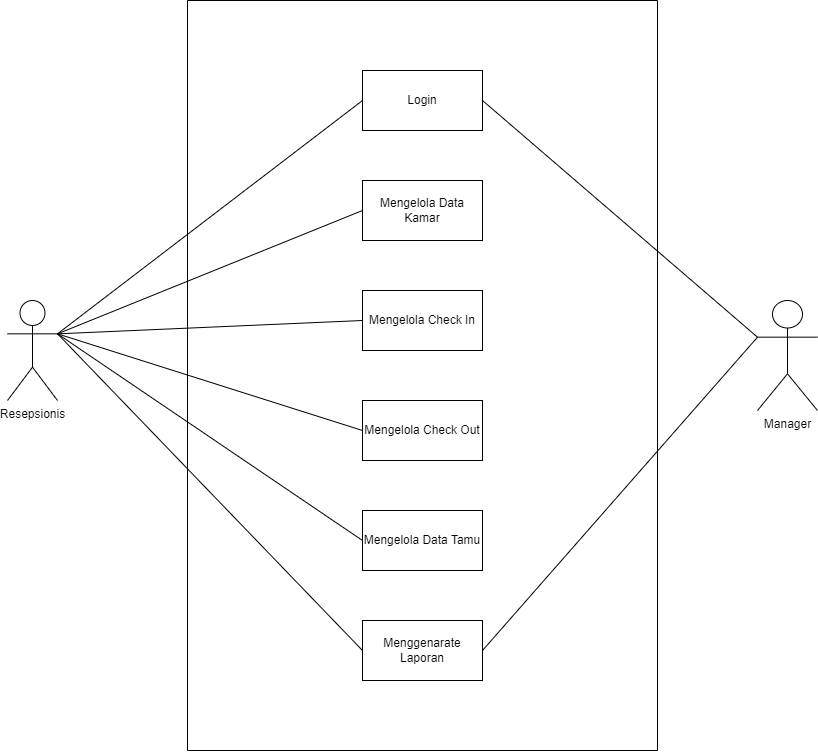 Login
Mengelola Data
Kamar
Mengelola Check In
Resepsionis
Manager
Mengelola Check Out
Mengelola Data Tamu
Menggenarate
Laporan